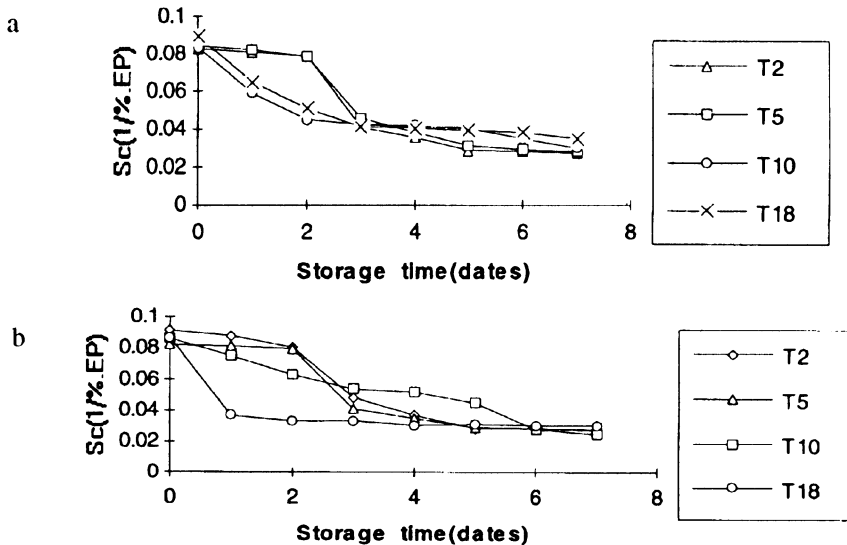 a
0.1
0.08
0.06
0.04
0.02
0
Sc(1/%.EP)
0 2 4 6 8
Storage time(dates)
T2
T5
T10
T18
b
0.1
0.08
0.06
0.04
0.02
0
Sc(1/%.EP)
0 2 4 6 8
Storage time(dates)
T2
T5
T10
T18